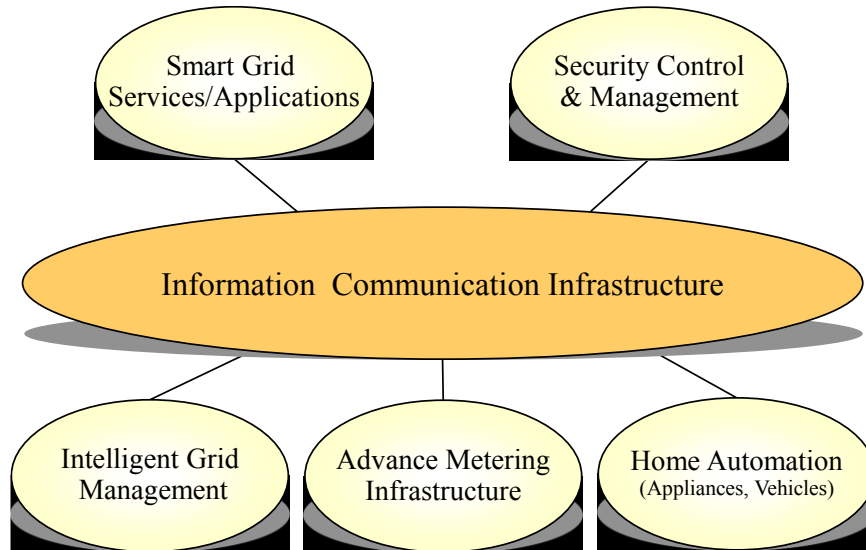 Smart Grid
Services/Applications
Security Control
& Management
Information  Communication Infrastructure
Intelligent Grid
Management
Advance Metering
Infrastructure
Home Automation
(Appliances, Vehicles)